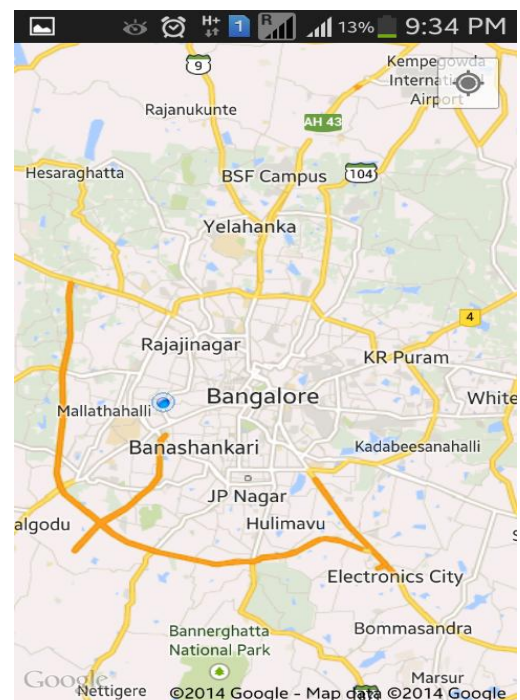 H+ 1 R 13% 9:34 PM
Kempegowda
International
Airport
9
Rajanukunte
AH 43
Hesaraghatta
BSF Campus
104
Yelahanka
4
Rajajinagar
KR Puram
Bangalore
White
Mallathahalli
Banashankari
Kadabeesanahalli
JP Nagar
algodu
Hulimavu
S
Electronics City
Bannerghatta
National Park
Bommasandra
Google
Nettigere
Marsur
©2014 Google - Map data ©2014 Google